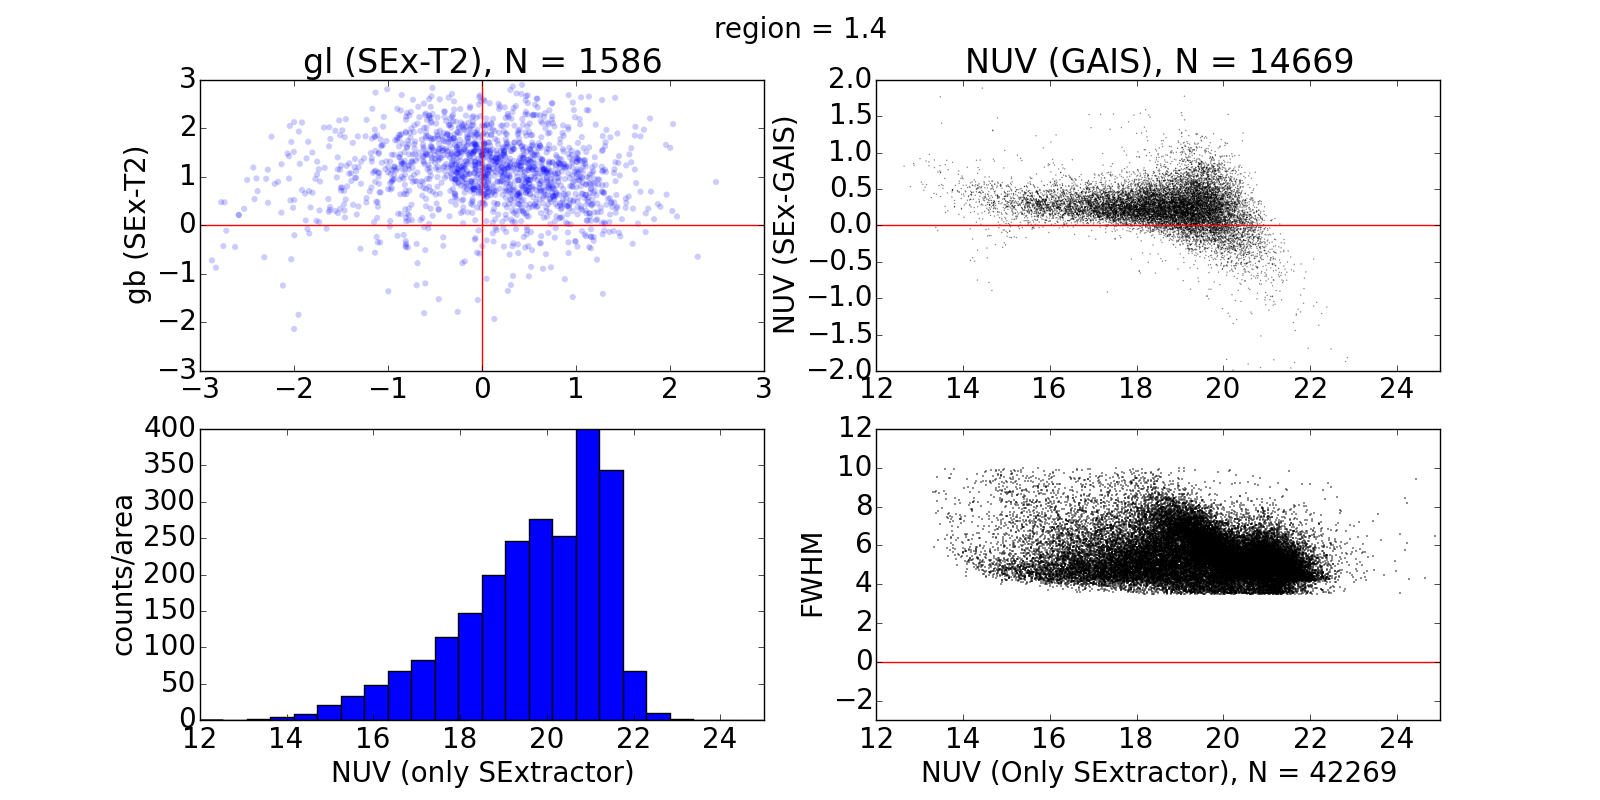 region = 1.4
gl (SEx-T2), N = 1586
NUV (GAIS), N = 14669
gb (SEx-T2)
3
2
1
0
−1
−2
−3
−3 −2 −1 0 1 2 3
NUV (SEx-GAIS)
2.0
1.5
1.0
0.5
0.0
−0.5
−1.0
−1.5
−2.0
12 14 16 18 20 22 24
counts/area
400
350
300
250
200
150
100
50
0
12 14 16 18 20 22 24
NUV (only SExtractor)
FWHM
12
10
8
6
4
2
0
−2
12 14 16 18 20 22 24
NUV (Only SExtractor), N = 42269